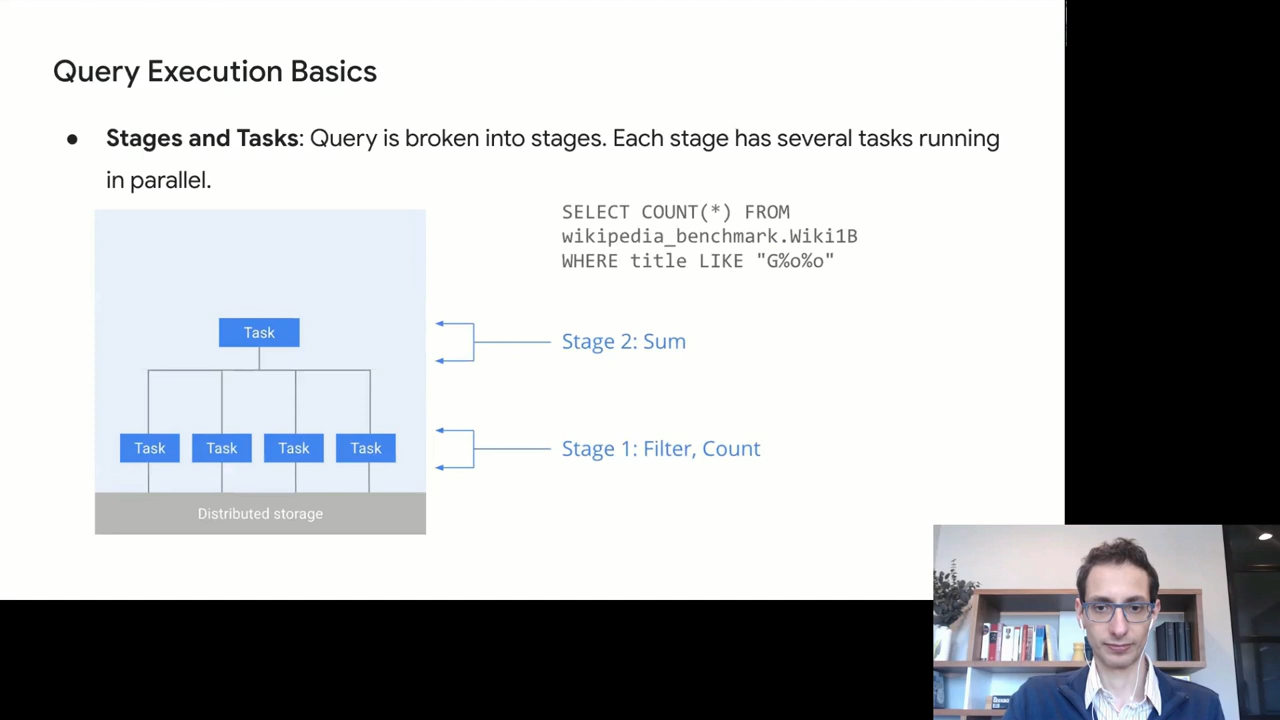 Query Execution Basics
● Stages and Tasks: Query is broken into stages. Each stage has several tasks running
in parallel.
SELECT COUNT(*) FROM
wikipedia_benchmark.Wiki1B
WHERE title LIKE "G%o%o"
Task
Stage 2: Sum
Task Task Task Task
Stage 1: Filter, Count
Distributed storage